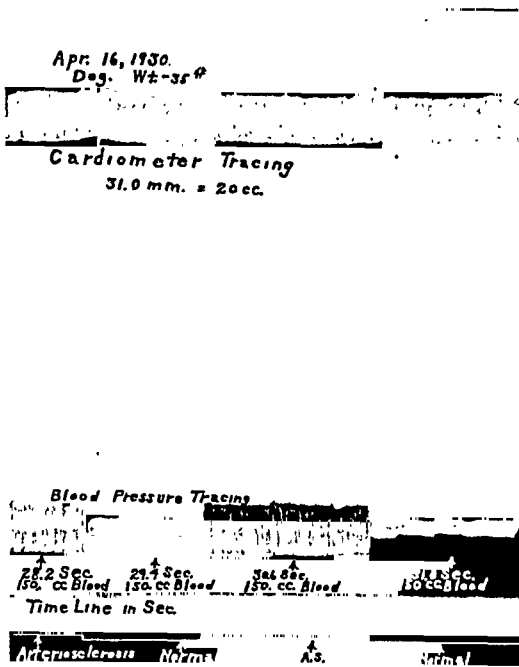 Apr. 16, 1930.
Dog. Wt-35#
Cardiometer Tracing
31.0 mm. = 20cc.
Blood Pressure Tracing
28.2 Sec. 29.4 Sec. Sec. Sec.
150. cc Blood 150. cc Blood 150. cc. Blood 150 cc Blood
Time Line in Sec.
Arteriosclerosis Normal A.S. Normal